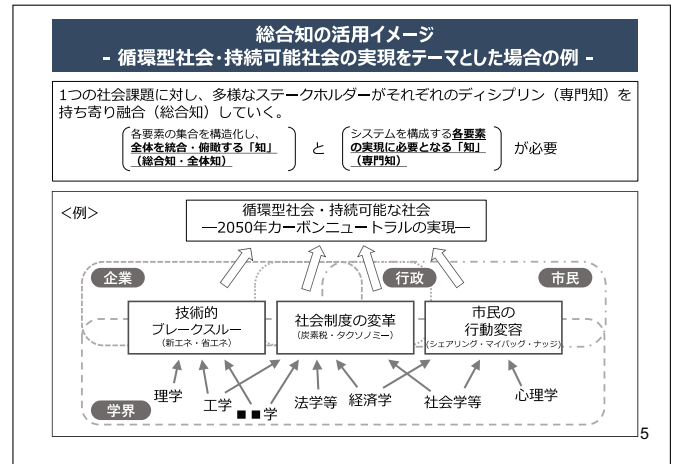 総合知の活用イメージ
- 循環型社会・持続可能社会の実現をテーマとした場合の例 -
1つの社会課題に対し、多様なステークホルダーがそれぞれのディシプリン（専門知）を
持ち寄り融合（総合知）していく。
各要素の集合を構造化し、
全体を統合・俯瞰する「知」
（総合知・全体知）
と
システムを構成する各要素
の実現に必要となる「知」
（専門知）
が必要
＜例＞
循環型社会・持続可能な社会
―2050年カーボンニュートラルの実現―
企業
行政
市民
技術的
ブレークスルー
（新エネ・省エネ）
社会制度の変革
（炭素税・タクソノミー）
市民の
行動変容
（シェアリング・マイバッグ・ナッジ）
理学
工学
■■学
法学等
経済学
社会学等
心理学
学界
5